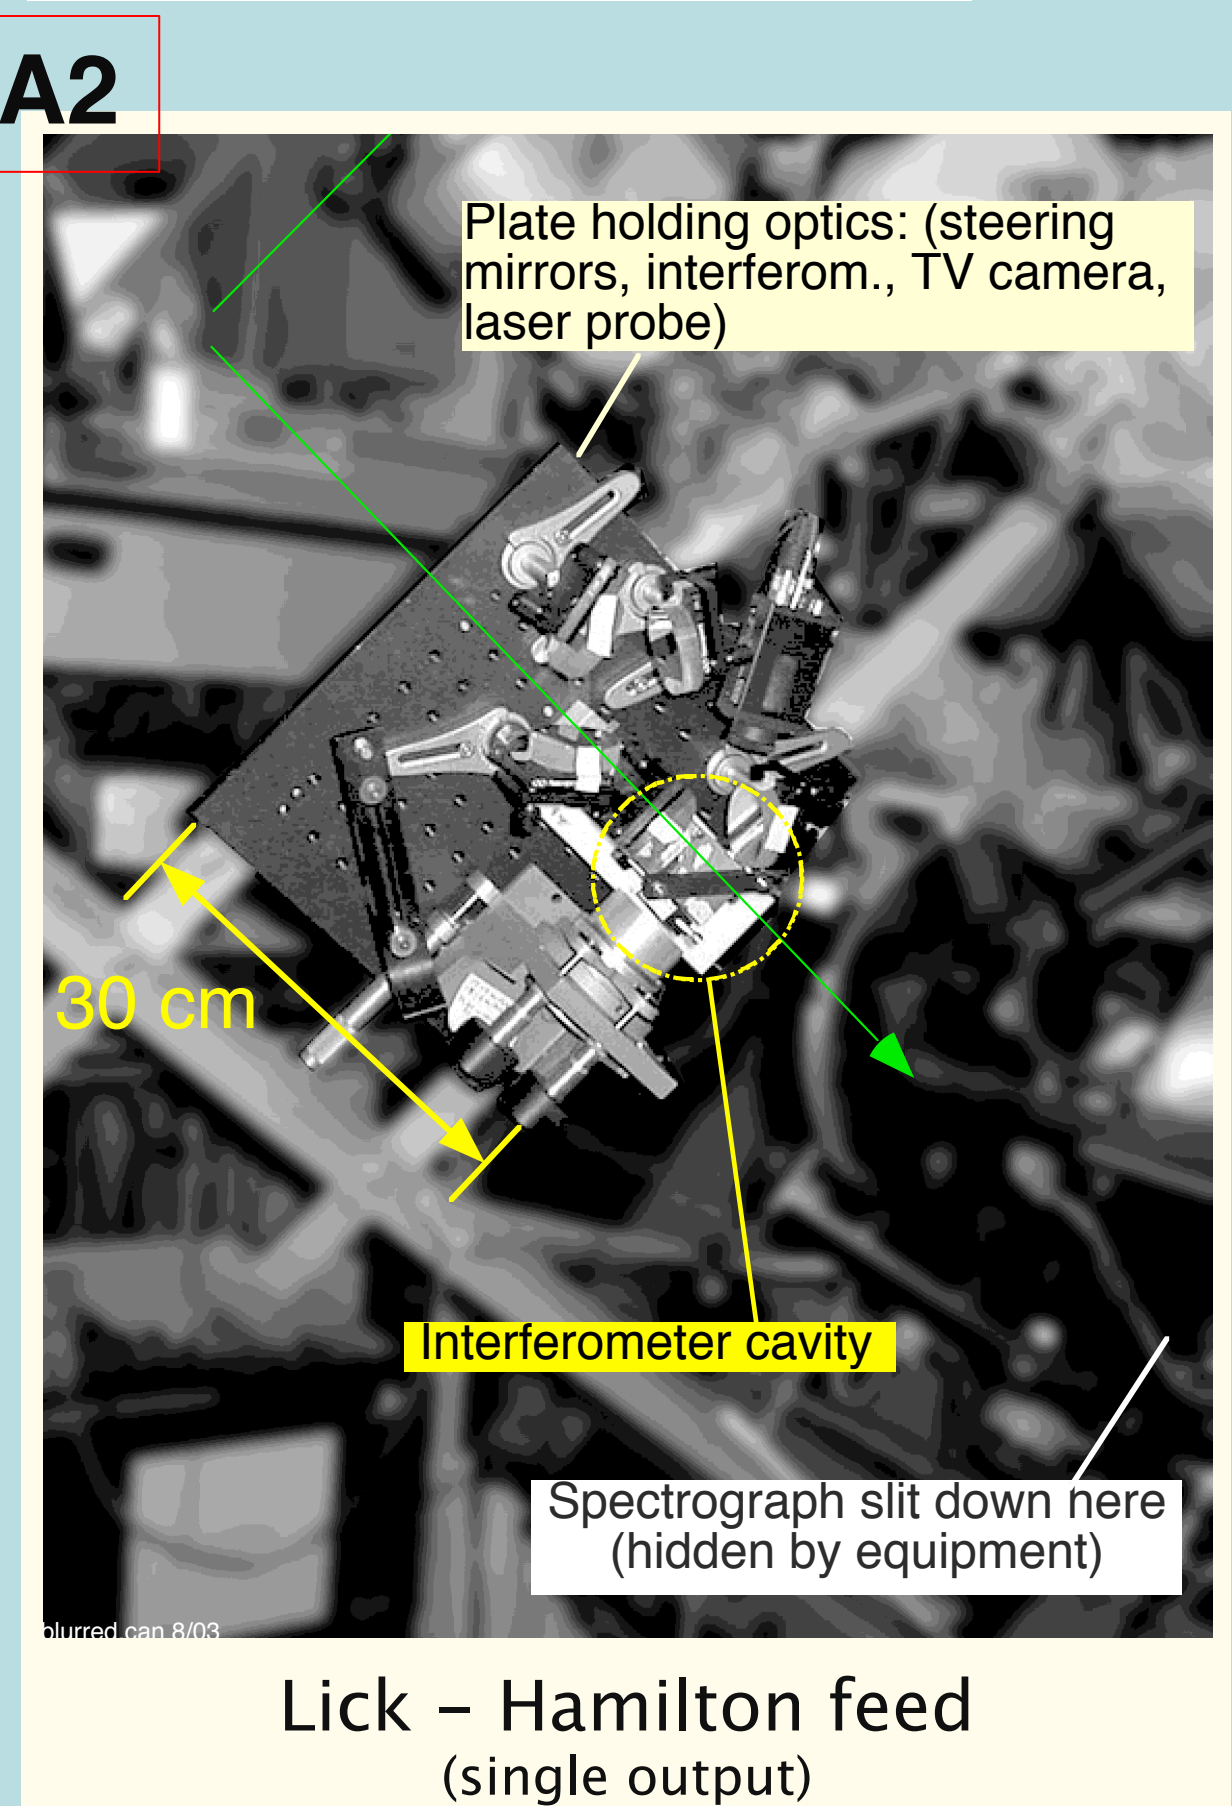 A2
Plate holding optics: (steering
mirrors, interferom., TV camera,
laser probe)
30 cm
Interferometer cavity
Spectrograph slit down here
(hidden by equipment)
blurred.can 8/03
Lick – Hamilton feed
(single output)